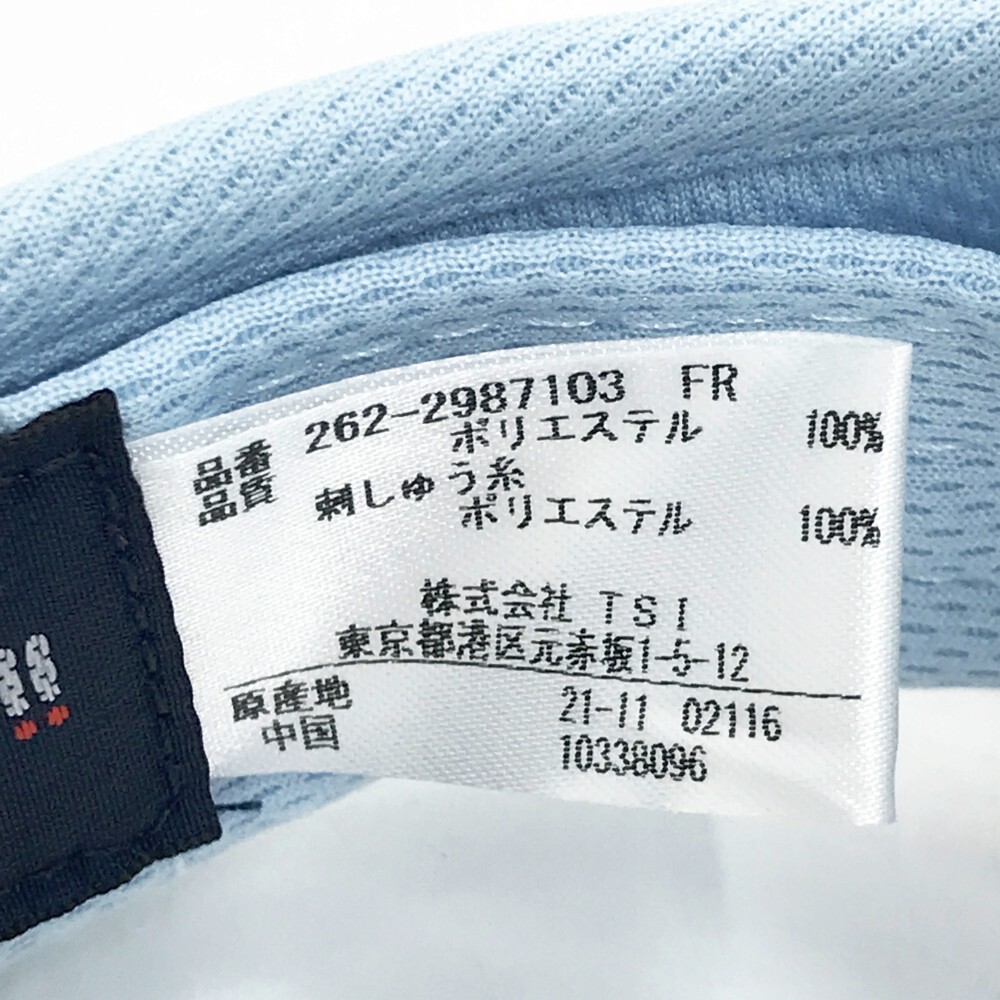 品番 262-2987103 FR
品質 ポリエステル 100%
刺しゅう糸
ポリエステル 100%
株式会社 TSI
東京都港区元赤坂1-5-12
原産地 21-11 02116
中国 10338096